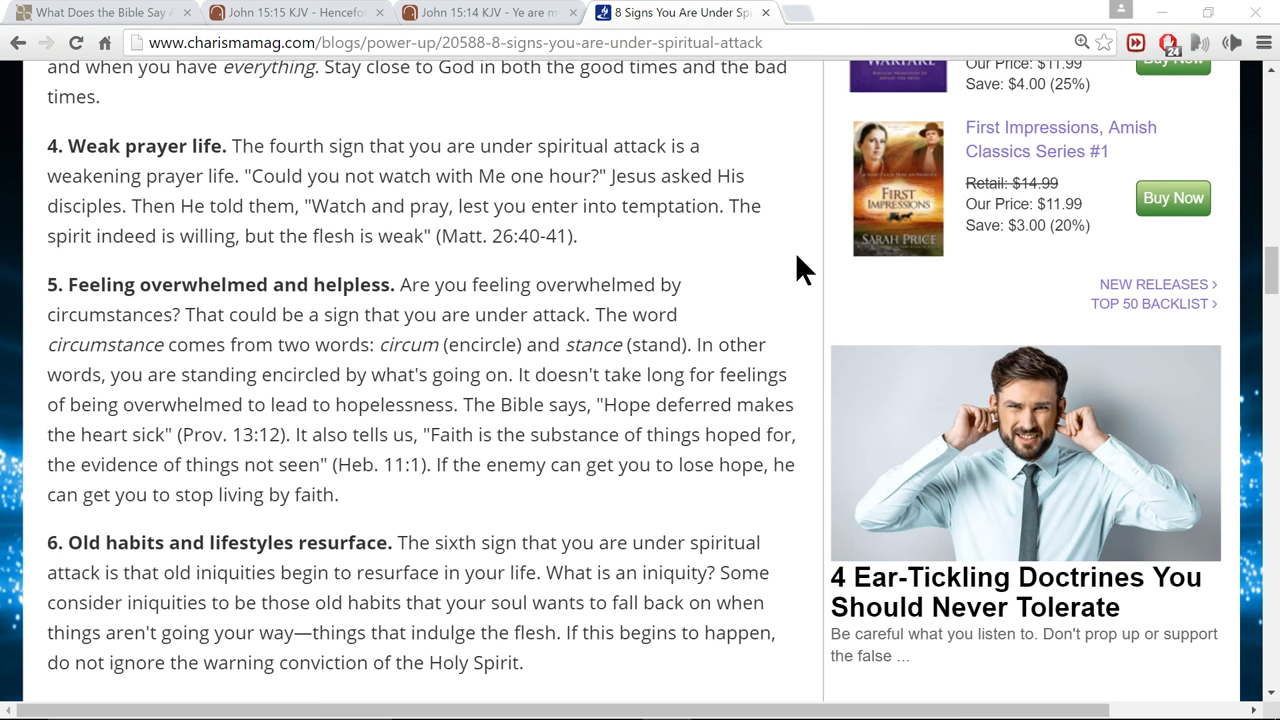 What Does the Bible Say
John 15:15 KJV - Hencefo
John 15:14 KJV - Ye are m
8 Signs You Are Under Sp
www.charismamag.com/blogs/power-up/20588-8-signs-you-are-under-spiritual-attack
24
and when you have everything. Stay close to God in both the good times and the bad
times.
4. Weak prayer life. The fourth sign that you are under spiritual attack is a
weakening prayer life. "Could you not watch with Me one hour?" Jesus asked His
disciples. Then He told them, "Watch and pray, lest you enter into temptation. The
spirit indeed is willing, but the flesh is weak" (Matt. 26:40-41).
5. Feeling overwhelmed and helpless. Are you feeling overwhelmed by
circumstances? That could be a sign that you are under attack. The word
circumstance comes from two words: circum (encircle) and stance (stand). In other
words, you are standing encircled by what's going on. It doesn't take long for feelings
of being overwhelmed to lead to hopelessness. The Bible says, "Hope deferred makes
the heart sick" (Prov. 13:12). It also tells us, "Faith is the substance of things hoped for,
the evidence of things not seen" (Heb. 11:1). If the enemy can get you to lose hope, he
can get you to stop living by faith.
6. Old habits and lifestyles resurface. The sixth sign that you are under spiritual
attack is that old iniquities begin to resurface in your life. What is an iniquity? Some
consider iniquities to be those old habits that your soul wants to fall back on when
things aren't going your way—things that indulge the flesh. If this begins to happen,
do not ignore the warning conviction of the Holy Spirit.
WARFARE
Our Price: $11.99
Save: $4.00 (25%)
Buy Now
FIRST
IMPRESSIONS
SARAH PRICE
First Impressions, Amish
Classics Series #1
Retail: $14.99
Our Price: $11.99
Save: $3.00 (20%)
Buy Now
NEW RELEASES >
TOP 50 BACKLIST >
4 Ear-Tickling Doctrines You
Should Never Tolerate
Be careful what you listen to. Don't prop up or support
the false ...